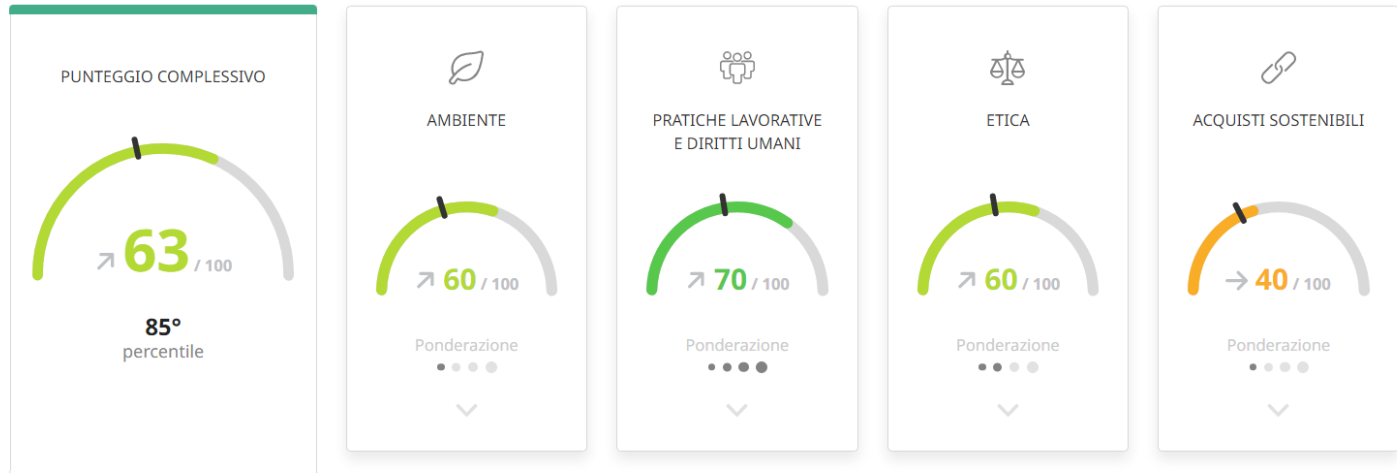 PUNTEGGIO COMPLESSIVO
63 / 100
85°
percentile
AMBIENTE
60 / 100
Ponderazione
PRATICHE LAVORATIVE
E DIRITTI UMANI
70 / 100
Ponderazione
ETICA
60 / 100
Ponderazione
ACQUISTI SOSTENIBILI
40 / 100
Ponderazione